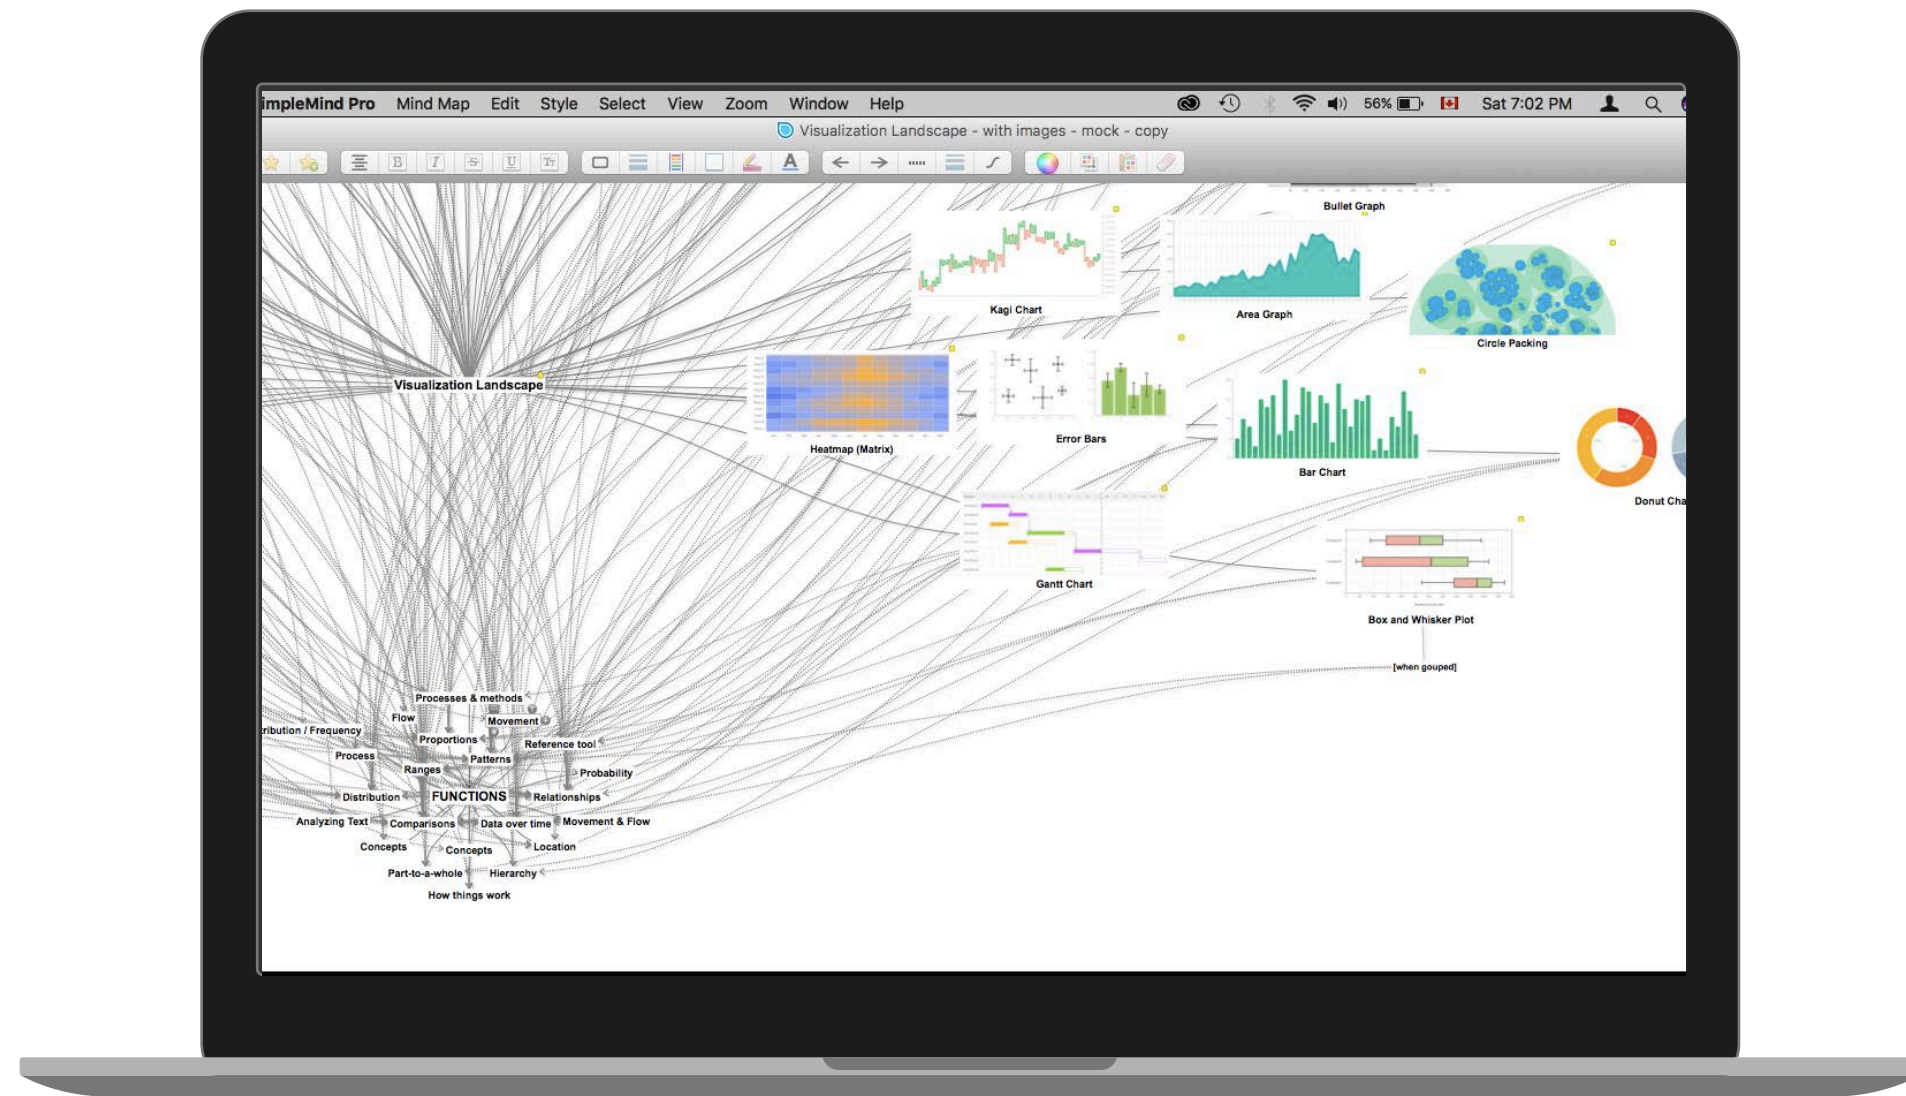 impleMind Pro Mind Map Edit Style Select View Zoom Window Help 56% Sat 7:02 PM
Visualization Landscape - with images - mock - copy
B I S U TT A
Bullet Graph
Kagi Chart
Area Graph
Circle Packing
Visualization Landscape
Heatmap (Matrix)
Error Bars
Bar Chart
Donut Cha
Gantt Chart
Box and Whisker Plot
[when gouped]
Processes & methods
Flow
Movement
ribution / Frequency
Proportions
Reference tool
Process
Patterns
Ranges
Probability
Distribution
FUNCTIONS
Relationships
Analyzing Text
Comparisons
Data over time
Movement & Flow
Concepts
Concepts
Location
Part-to-a-whole
Hierarchy
How things work